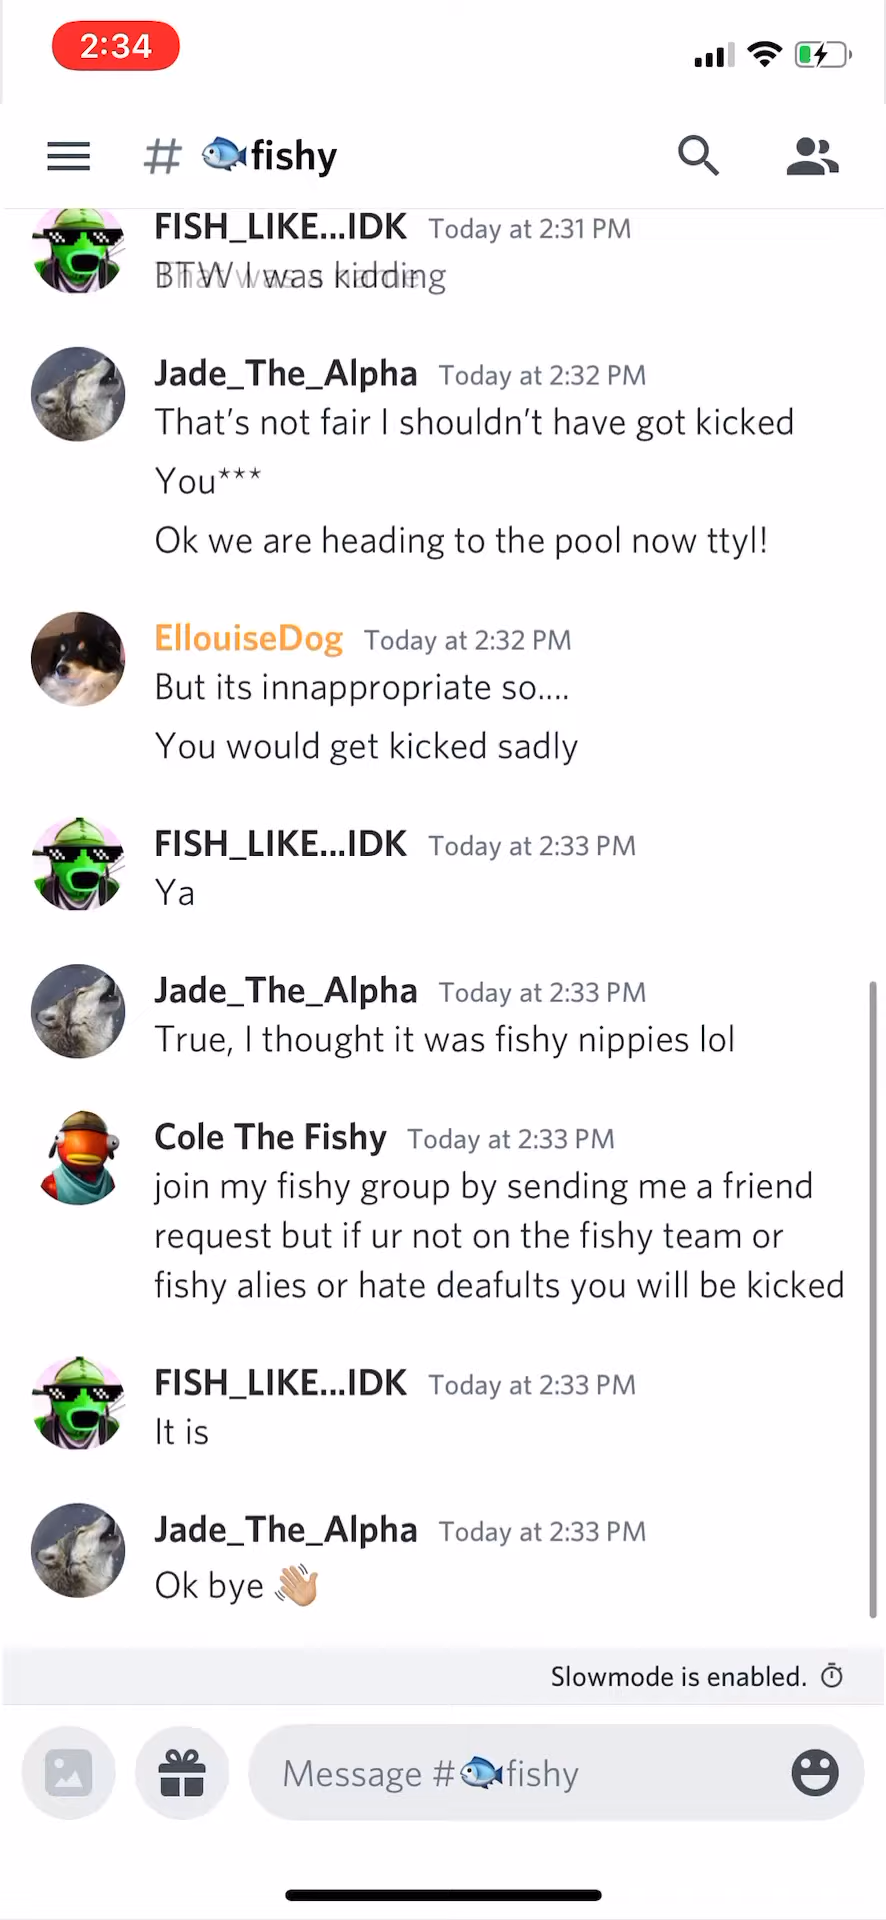 2:34
# 🐟fishy
FISH_LIKE...IDK Today at 2:31 PM
BTW I was kidding
Jade_The_Alpha Today at 2:32 PM
That's not fair I shouldn't have got kicked
You***
Ok we are heading to the pool now ttyl!
EllouiseDog Today at 2:32 PM
But its innappropriate so....
You would get kicked sadly
FISH_LIKE...IDK Today at 2:33 PM
Ya
Jade_The_Alpha Today at 2:33 PM
True, I thought it was fishy nippies lol
Cole The Fishy Today at 2:33 PM
join my fishy group by sending me a friend
request but if ur not on the fishy team or
fishy alies or hate deafults you will be kicked
FISH_LIKE...IDK Today at 2:33 PM
It is
Jade_The_Alpha Today at 2:33 PM
Ok bye 👋🏼
Slowmode is enabled.
Message #🐟fishy